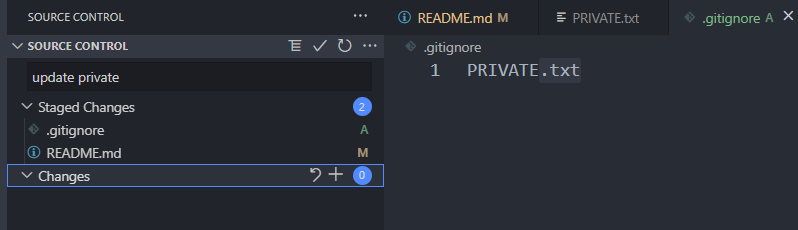 SOURCE CONTROL
README.md M
PRIVATE.txt
.gitignore A
SOURCE CONTROL
.gitignore
update private
1 PRIVATE.txt
Staged Changes 2
.gitignore A
README.md M
Changes 0